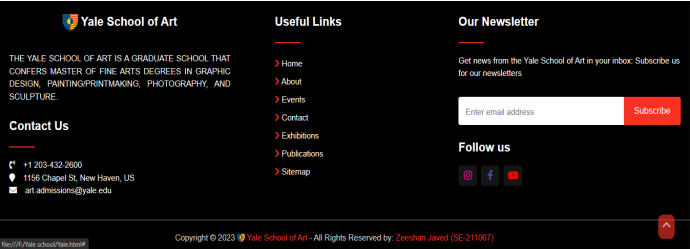 Yale School of Art
THE YALE SCHOOL OF ART IS A GRADUATE SCHOOL THAT
CONFERS MASTER OF FINE ARTS DEGREES IN GRAPHIC
DESIGN, PAINTING/PRINTMAKING, PHOTOGRAPHY, AND
SCULPTURE.
Contact Us
+1 203-432-2600
1156 Chapel St, New Haven, US
art.admissions@yale.edu
Useful Links
Home
About
Events
Contact
Exhibitions
Publications
Sitemap
Our Newsletter
Get news from the Yale School of Art in your inbox: Subscribe us
for our newsletters
Enter email address
Subscribe
Follow us
Copyright © 2023 Yale School of Art - All Rights Reserved by: Zeeshan Javed (SE-211067)
file:///F:/Yale school/Yale.html#